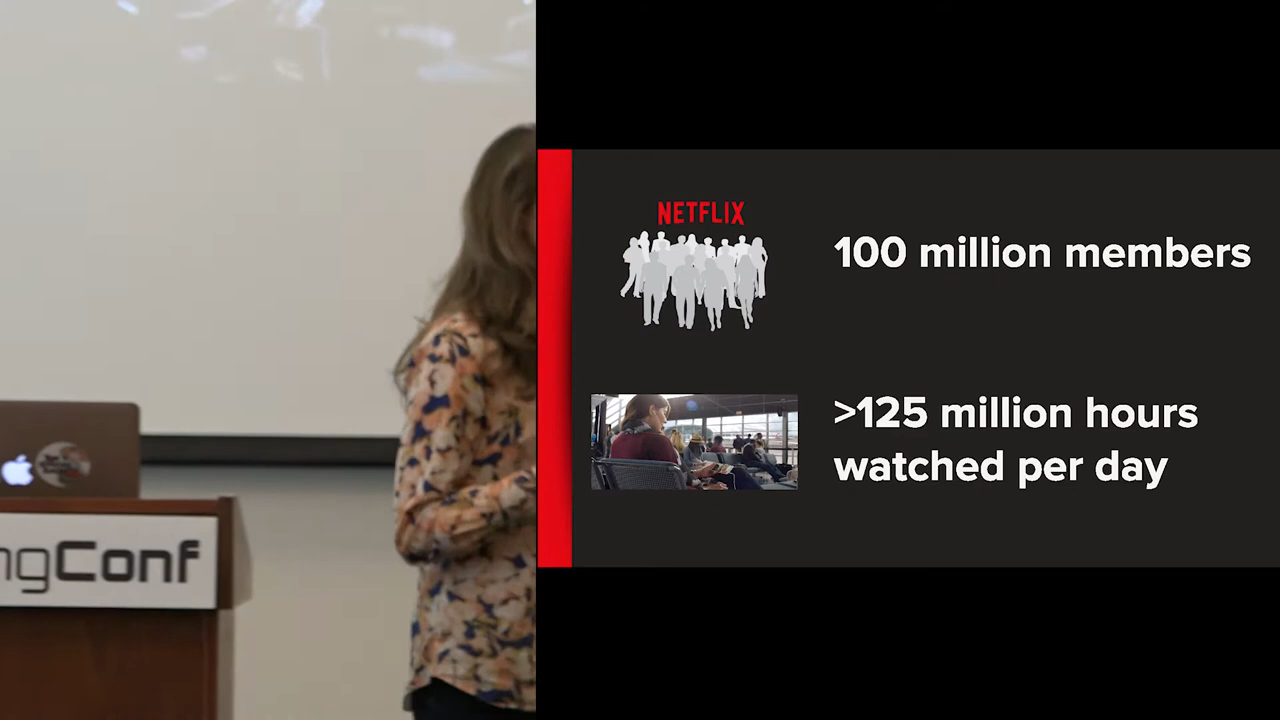 ngConf
NETFLIX
100 million members
>125 million hours
watched per day